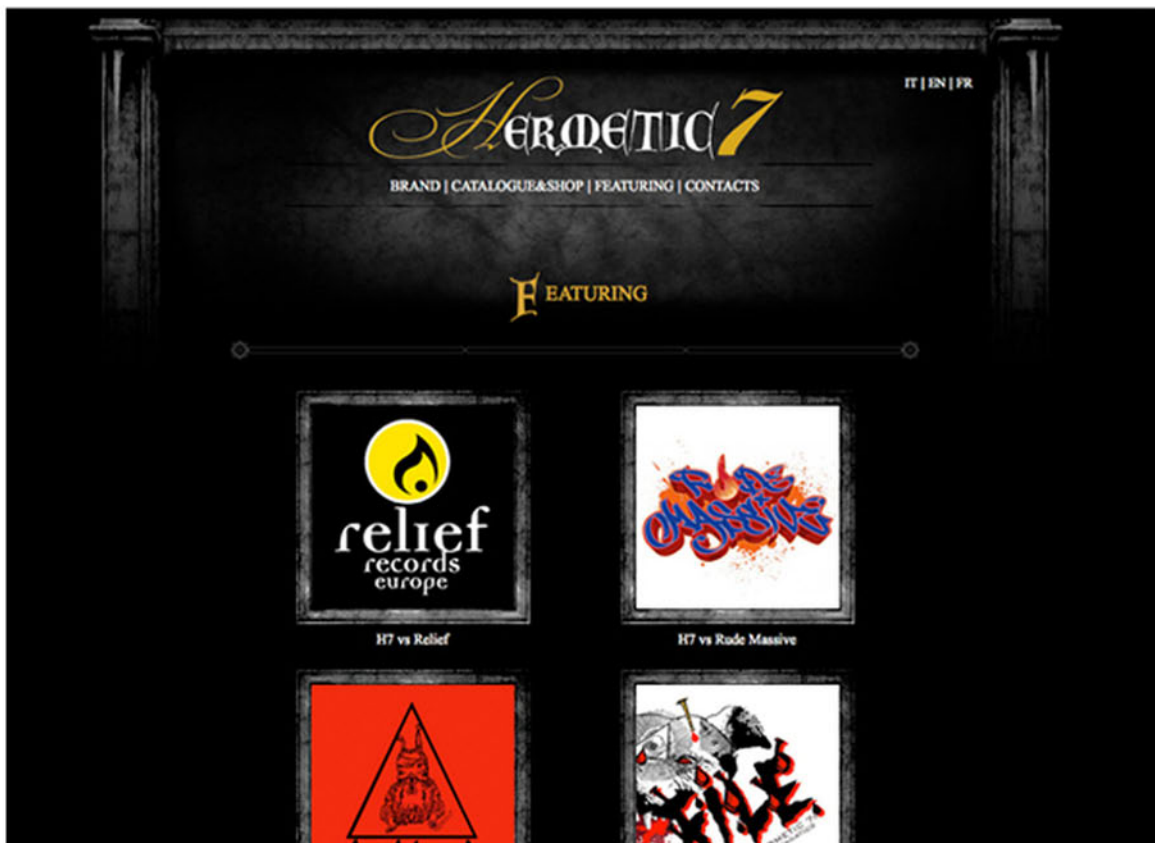 IT | EN | FR
HERMETIC 7
BRAND | CATALOGUE&SHOP | FEATURING | CONTACTS
FEATURING
relief
records
europe
RUDE
MASSIVE
H7 vs Relief
H7 vs Rude Massive